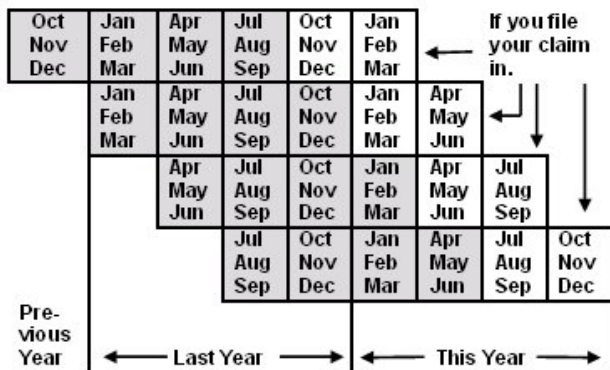 Oct Jan Apr Jul Oct Jan
Nov Feb May Aug Nov Feb
Dec Mar Jun Sep Dec Mar
If you file
your claim
in.
Jan Apr Jul Oct Jan Apr
Feb May Aug Nov Feb May
Mar Jun Sep Dec Mar Jun
Apr Jul Oct Jan Apr Jul
May Aug Nov Feb May Aug
Jun Sep Dec Mar Jun Sep
Jul Oct Jan Apr Jul Oct
Aug Nov Feb May Aug Nov
Sep Dec Mar Jun Sep Dec
Pre-
vious
Year
Last Year
This Year